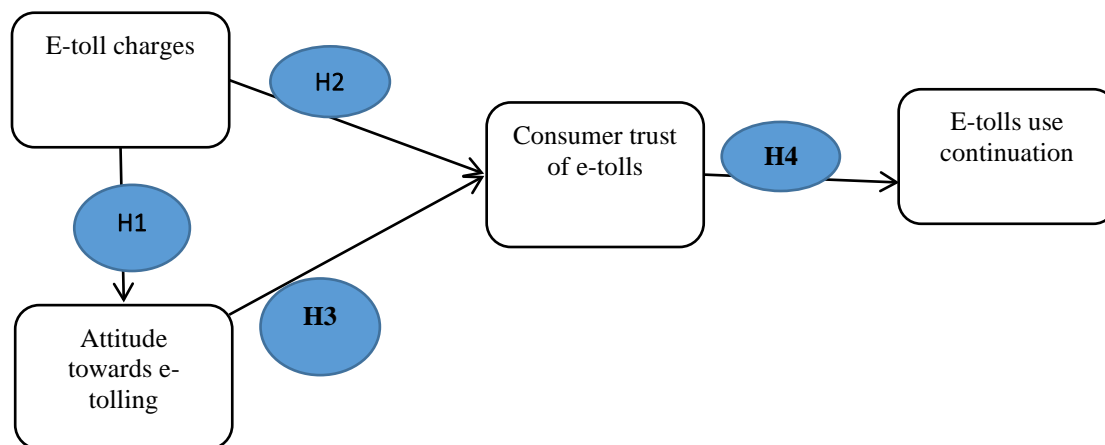 E-toll charges
H2
Consumer trust
of e-tolls
H4
E-tolls use
continuation
H1
H3
Attitude
towards e-
tolling